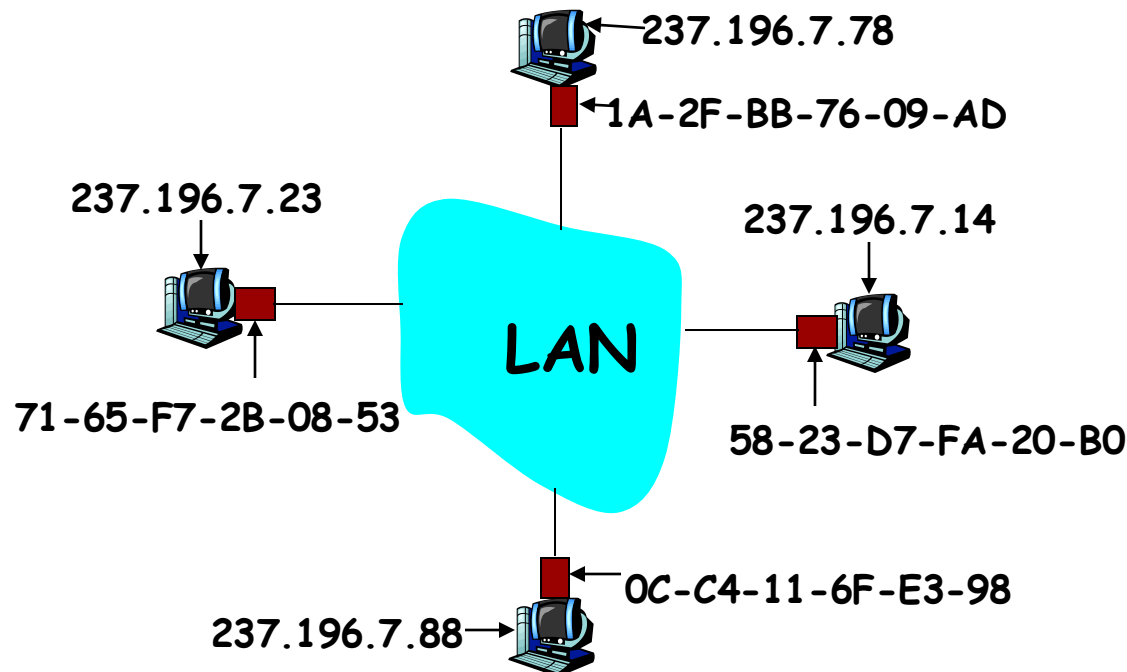 237.196.7.78
1A-2F-BB-76-09-AD
237.196.7.23
237.196.7.14
LAN
71-65-F7-2B-08-53
58-23-D7-FA-20-B0
0C-C4-11-6F-E3-98
237.196.7.88